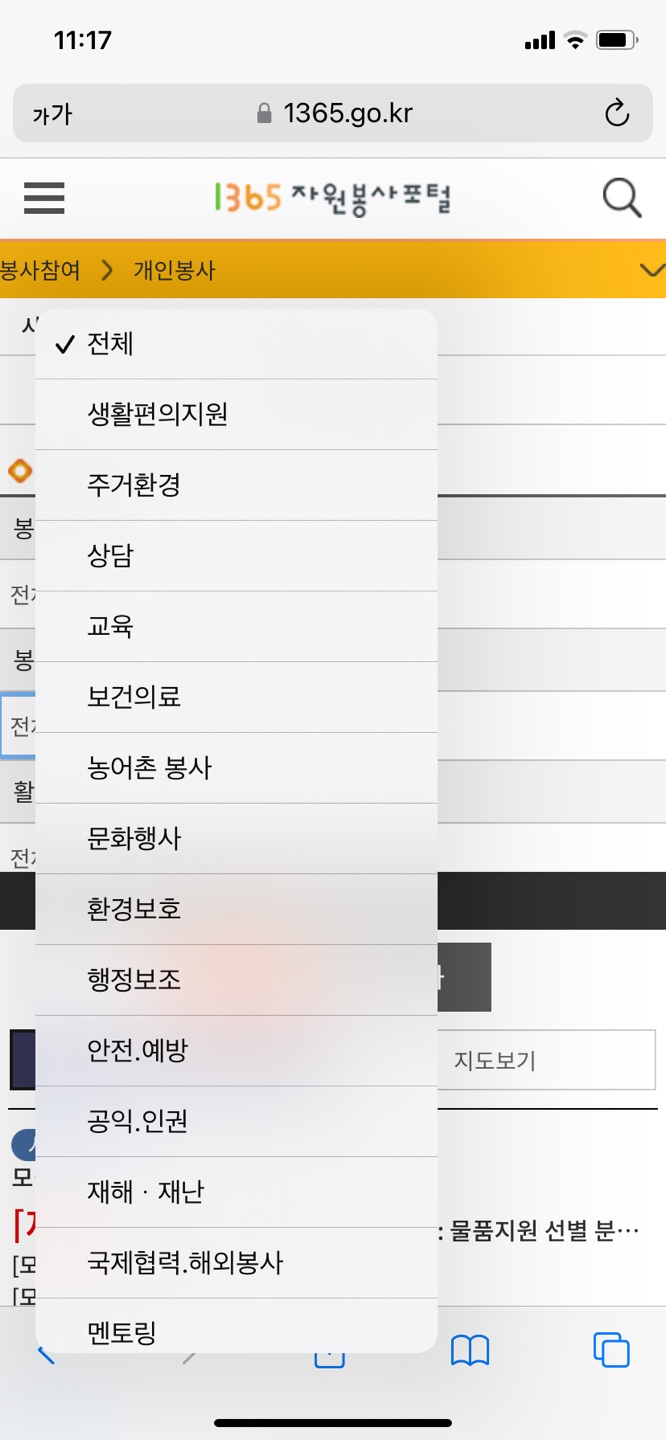 11:17
가가
1365.go.kr
1365 자원봉사포털
봉사참여 > 개인봉사
전체
생활편의지원
주거환경
상담
교육
보건의료
농어촌 봉사
문화행사
환경보호
행정보조
안전.예방
공익.인권
지도보기
재해 · 재난
: 물품지원 선별 분…
국제협력.해외봉사
멘토링